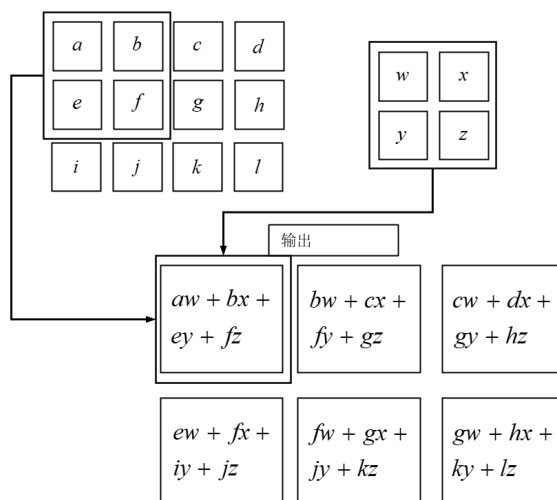 a b c d
w x
e f g h
y z
i j k l
输出
aw + bx +
ey + fz
bw + cx +
fy + gz
cw + dx +
gy + hz
ew + fx +
iy + jz
fw + gx +
jy + kz
gw + hx +
ky + lz